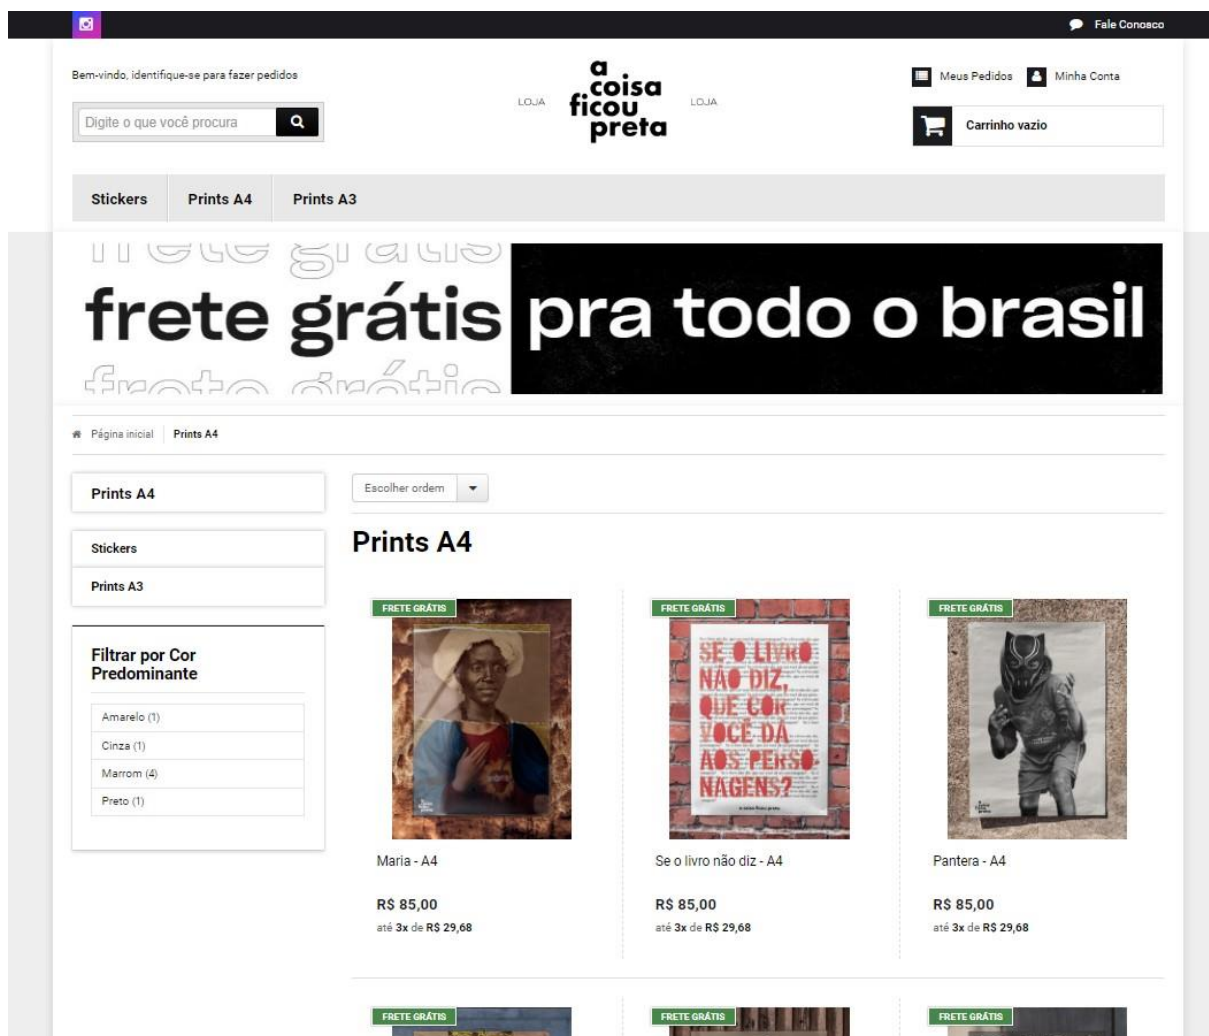 Fale Conosco
Bem-vindo, identifique-se para fazer pedidos
Digite o que você procura
LOJA
a
coisa
ficou
preta
LOJA
Meus Pedidos
Minha Conta
Carrinho vazio
Stickers
Prints A4
Prints A3
frete grátis
frete grátis pra todo o brasil
frete grátis
Página inicial
Prints A4
Prints A4
Stickers
Prints A3
Filtrar por Cor
Predominante
Amarelo (1)
Cinza (1)
Marrom (4)
Preto (1)
Escolher ordem
Prints A4
FRETE GRÁTIS
Maria - A4
R$ 85,00
até 3x de R$ 29,68
FRETE GRÁTIS
SE O LIVRO
NÃO DIZ,
QUE COR
VOCÊ DÁ
AOS PERSO-
NAGENS?
a coisa ficou preta
Se o livro não diz - A4
R$ 85,00
até 3x de R$ 29,68
FRETE GRÁTIS
a
coisa
ficou
preta
Pantera - A4
R$ 85,00
até 3x de R$ 29,68
FRETE GRÁTIS
FRETE GRÁTIS
FRETE GRÁTIS